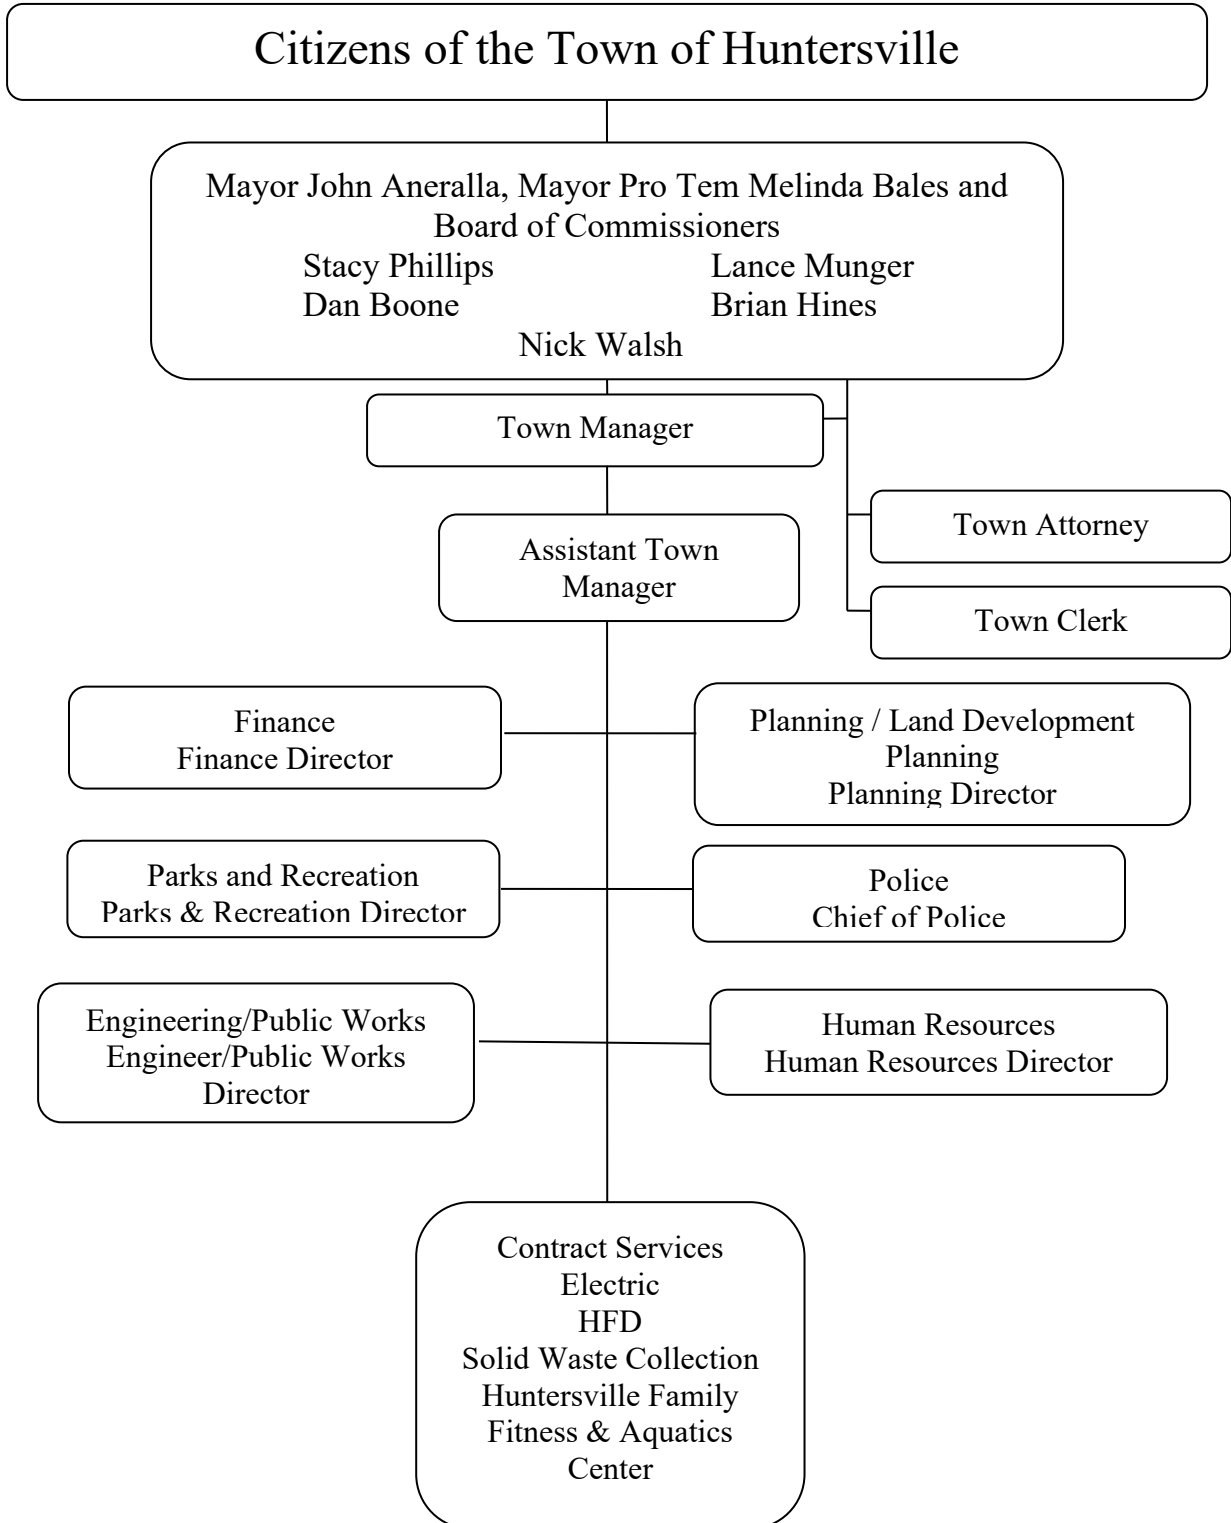 Citizens of the Town of Huntersville
Mayor John Aneralla, Mayor Pro Tem Melinda Bales and
Board of Commissioners
Stacy Phillips Lance Munger
Dan Boone Brian Hines
Nick Walsh
Town Manager
Town Attorney
Assistant Town
Manager
Town Clerk
Finance
Finance Director
Planning / Land Development
Planning
Planning Director
Parks and Recreation
Parks & Recreation Director
Police
Chief of Police
Engineering/Public Works
Engineer/Public Works
Director
Human Resources
Human Resources Director
Contract Services
Electric
HFD
Solid Waste Collection
Huntersville Family
Fitness & Aquatics
Center